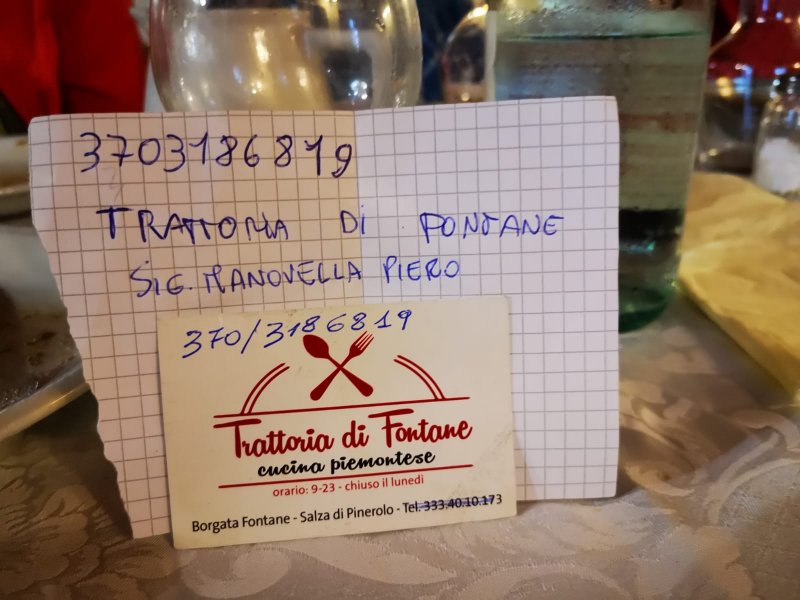 3703186819
TRATTORIA DI FONTANE
SIG. MANOVELLA PIERO
370/3186819
Trattoria di Fontane
cucina piemontese
orario: 9-23 - chiuso il lunedì
Borgata Fontane - Salza di Pinerolo - Tel. 333.40.10.173